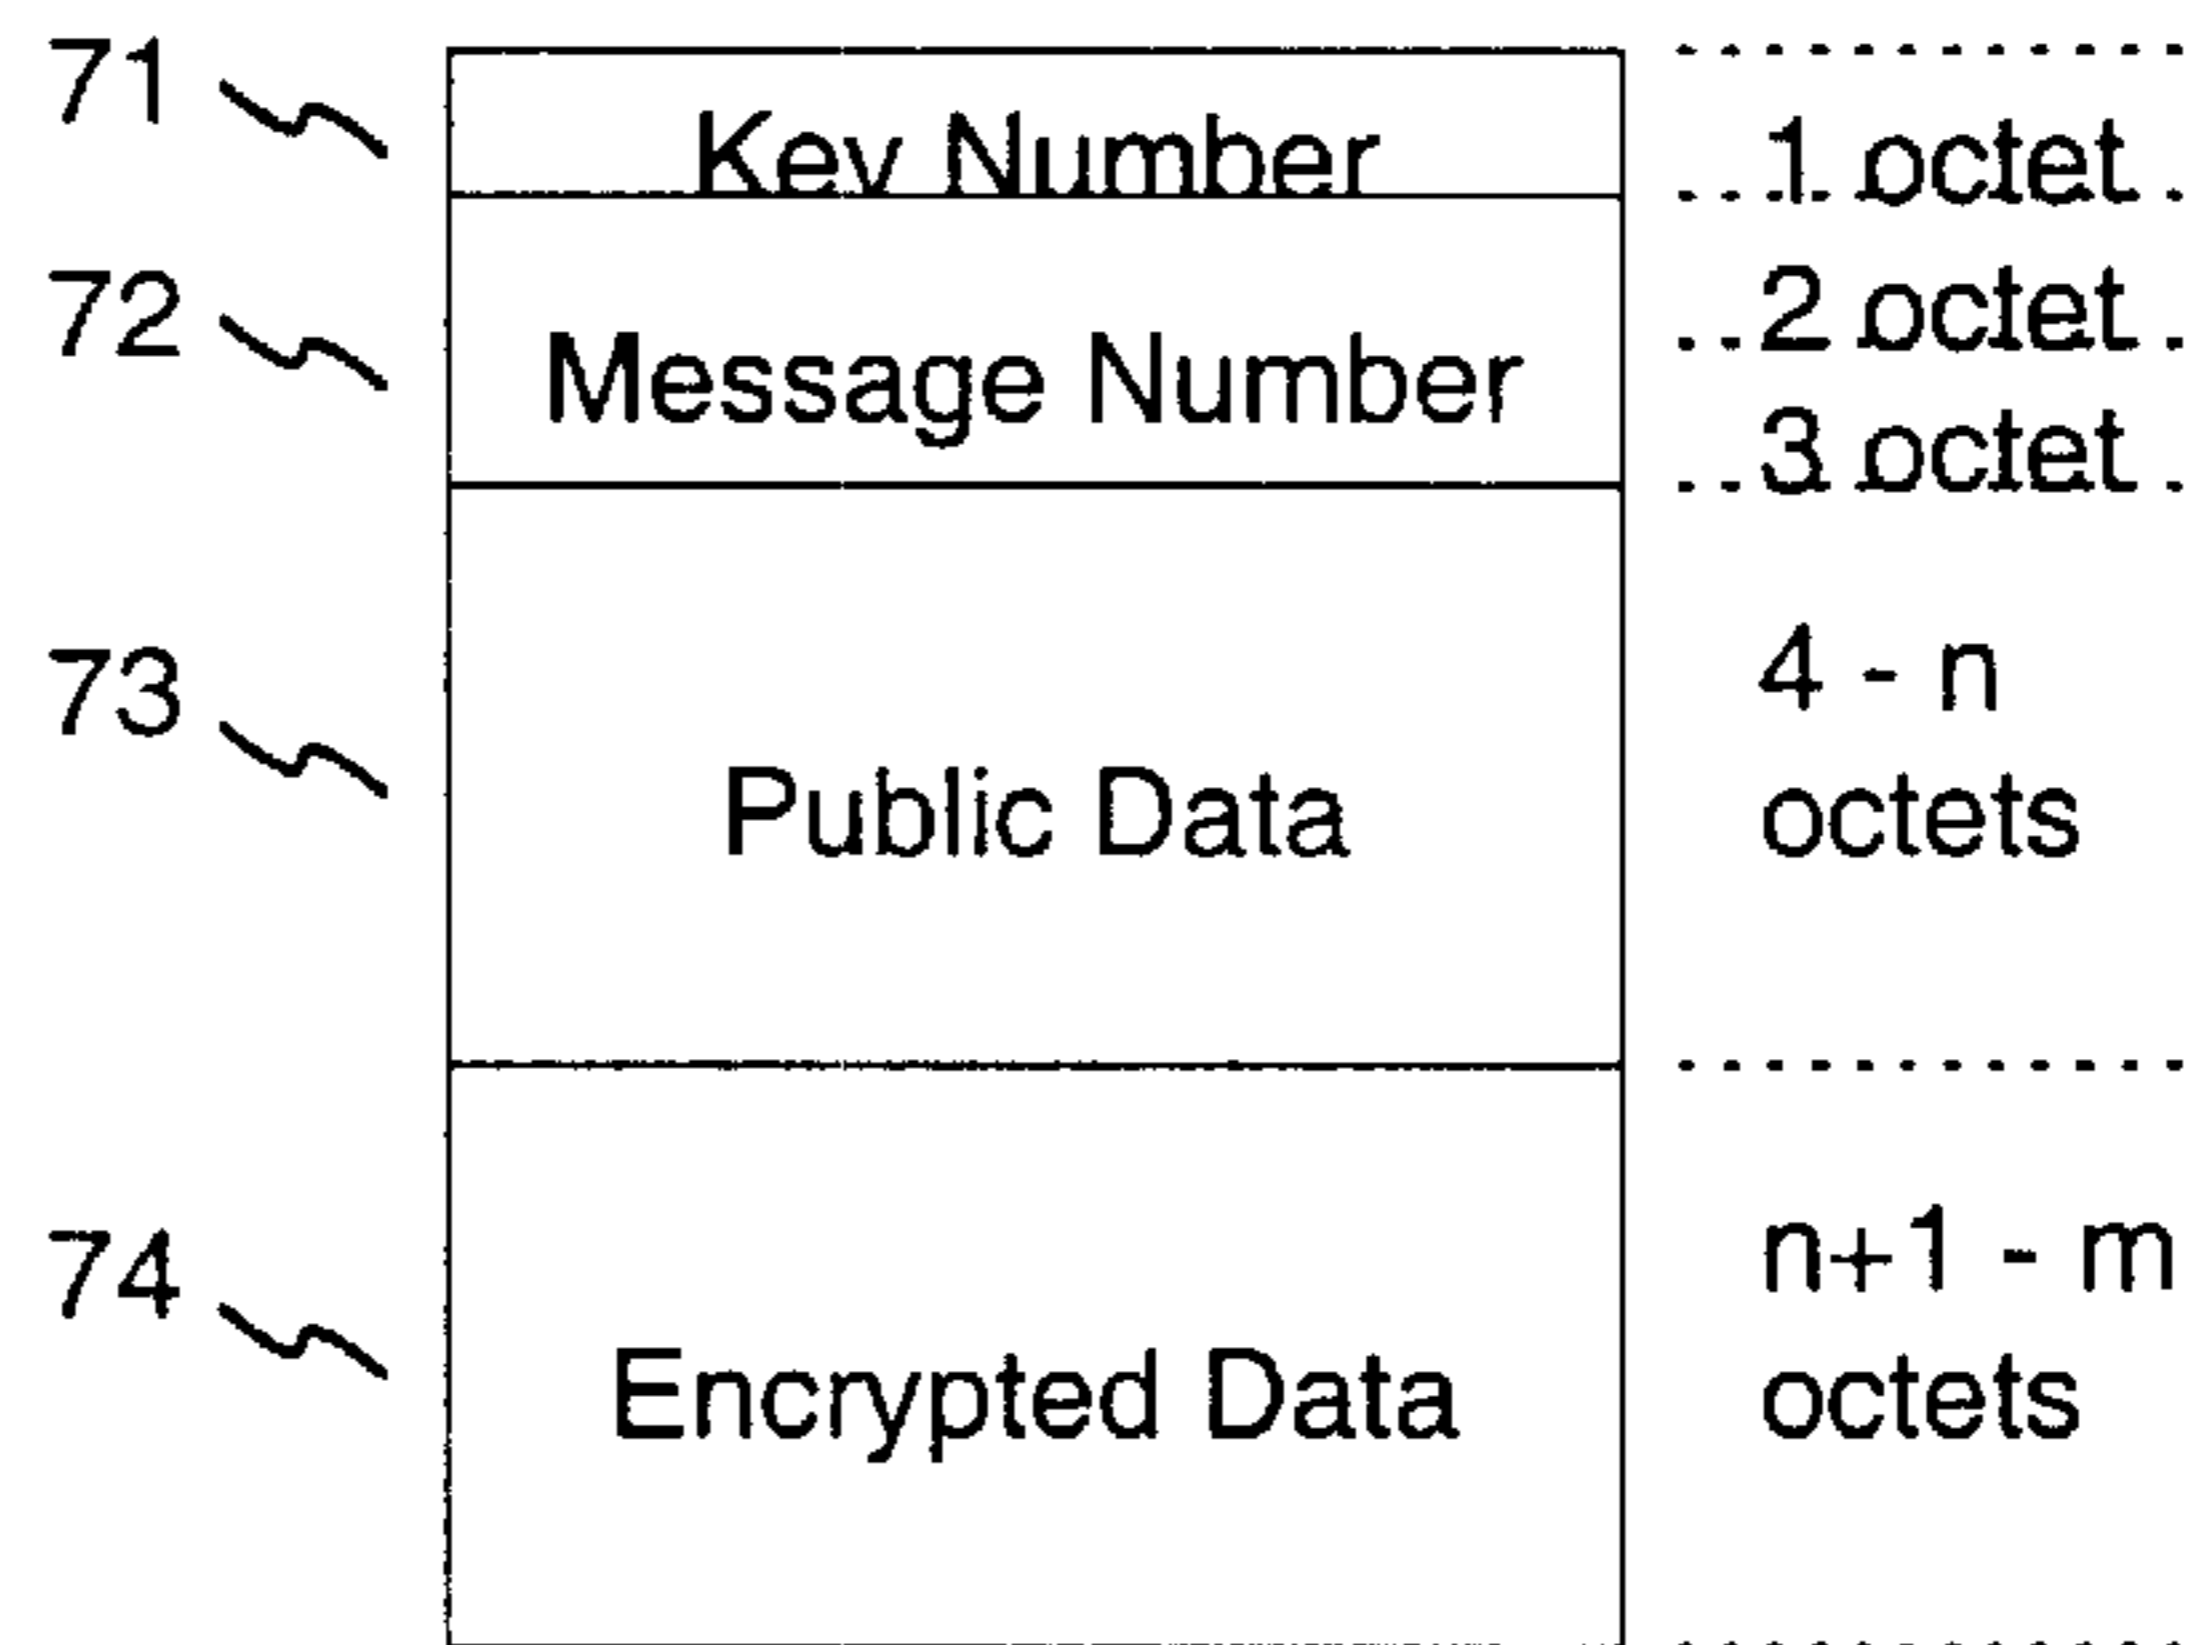 71
Key Number
1 octet
72
Message Number
2 octet
3 octet
73
Public Data
4 - n
octets
74
Encrypted Data
n+1 - m
octets